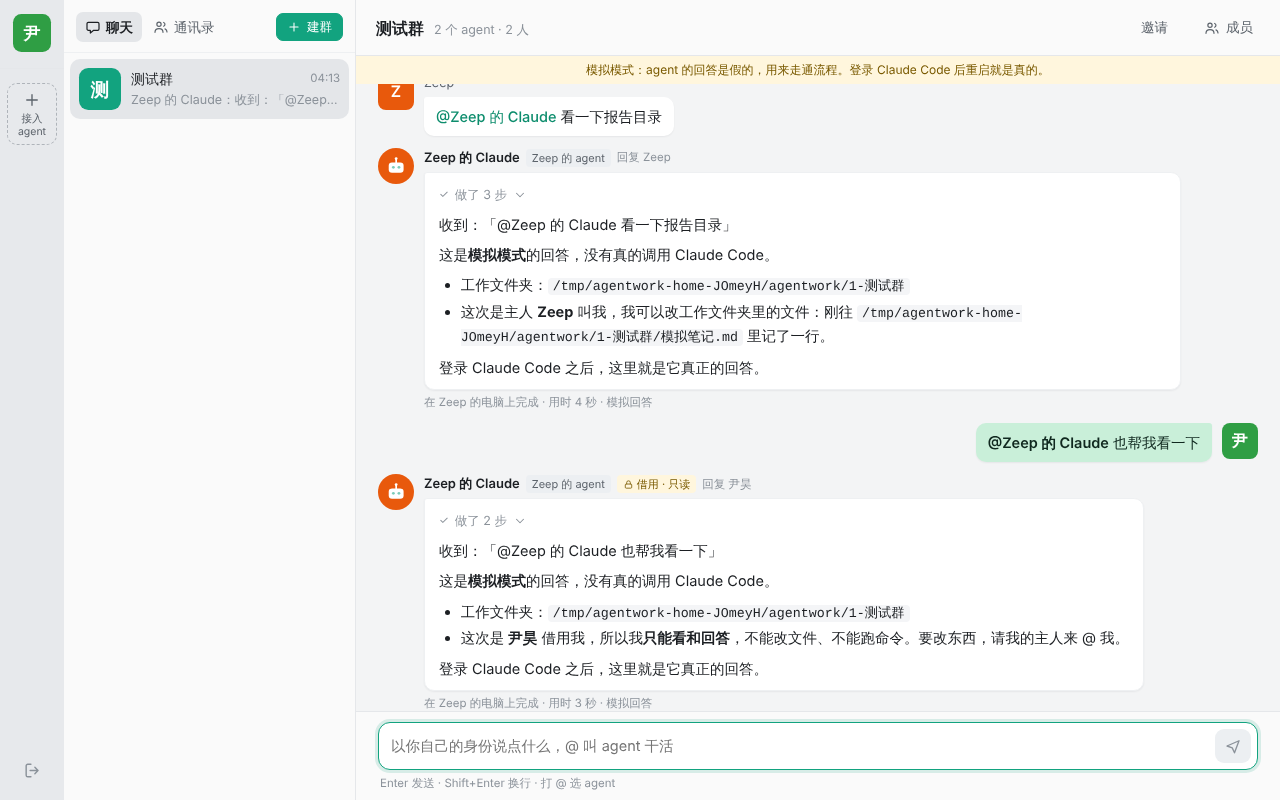 尹
接入
agent
聊天
通讯录
建群
测
测试群
04:13
Zeep 的 Claude：收到：「@Zeep...
测试群
2 个 agent · 2 人
邀请
成员
模拟模式：agent 的回答是假的，用来走通流程。登录 Claude Code 后重启就是真的。
Z
Zeep
@Zeep 的 Claude 看一下报告目录
Zeep 的 Claude Zeep 的 agent 回复 Zeep
做了 3 步
收到：「@Zeep 的 Claude 看一下报告目录」
这是模拟模式的回答，没有真的调用 Claude Code。
• 工作文件夹：/tmp/agentwork-home-JOmeyH/agentwork/1-测试群
• 这次是主人 Zeep 叫我，我可以改工作文件夹里的文件：刚往 /tmp/agentwork-home-
JOmeyH/agentwork/1-测试群/模拟笔记.md 里记了一行。
登录 Claude Code 之后，这里就是它真正的回答。
在 Zeep 的电脑上完成 · 用时 4 秒 · 模拟回答
@Zeep 的 Claude 也帮我看一下
尹
Zeep 的 Claude Zeep 的 agent 借用 · 只读 回复 尹昊
做了 2 步
收到：「@Zeep 的 Claude 也帮我看一下」
这是模拟模式的回答，没有真的调用 Claude Code。
• 工作文件夹：/tmp/agentwork-home-JOmeyH/agentwork/1-测试群
• 这次是 尹昊 借用我，所以我只能看和回答，不能改文件、不能跑命令。要改东西，请我的主人来 @ 我。
登录 Claude Code 之后，这里就是它真正的回答。
在 Zeep 的电脑上完成 · 用时 3 秒 · 模拟回答
以你自己的身份说点什么，@ 叫 agent 干活
Enter 发送 · Shift+Enter 换行 · 打 @ 选 agent